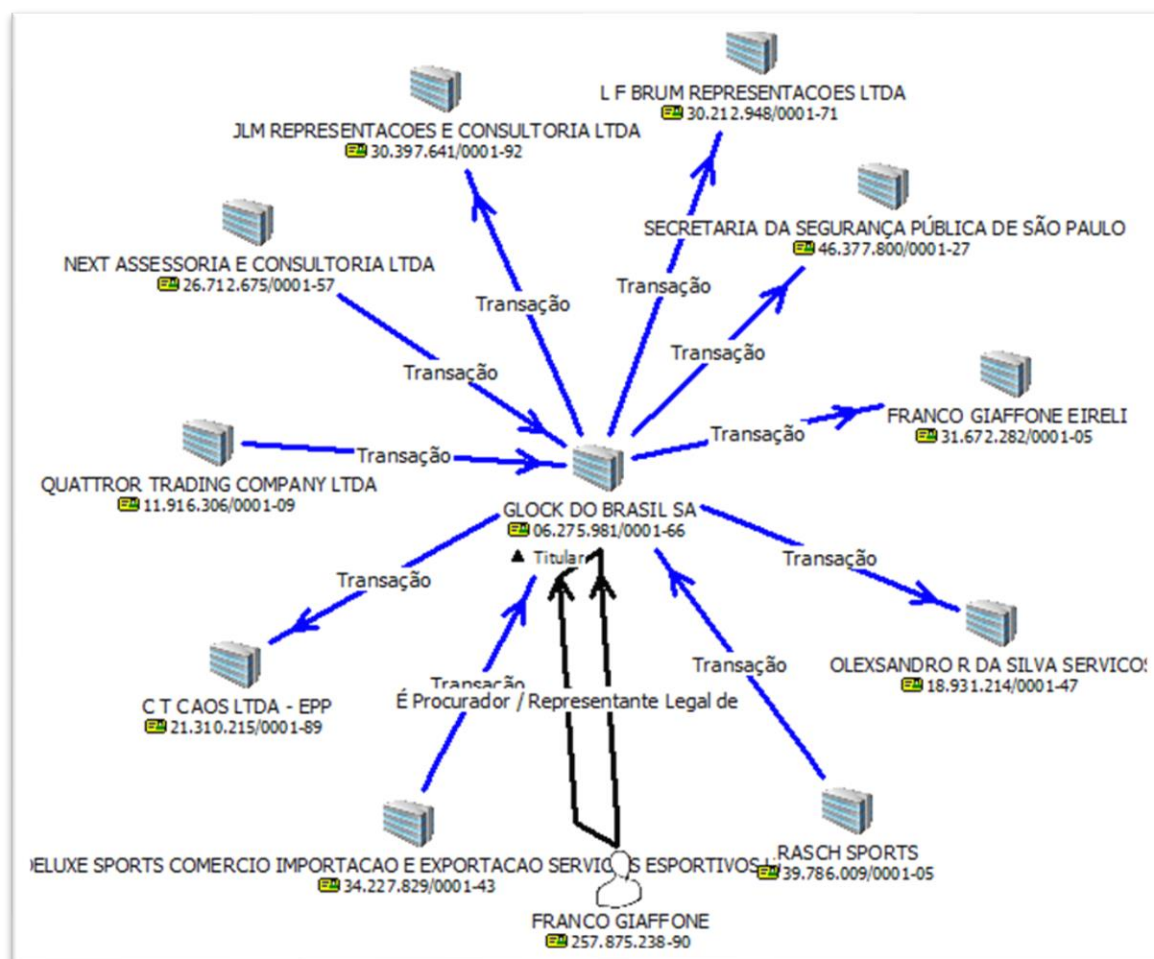 L F BRUM REPRESENTACOES LTDA
30.212.948/0001-71
JLM REPRESENTACOES E CONSULTORIA LTDA
30.397.641/0001-92
SECRETARIA DA SEGURANÇA PÚBLICA DE SÃO PAULO
46.377.800/0001-27
NEXT ASSESSORIA E CONSULTORIA LTDA
26.712.675/0001-57
Transação
Transação
Transação
Transação
FRANCO GIAFFONE EIRELI
31.672.282/0001-05
Transação
Transação
QUATTROR TRADING COMPANY LTDA
11.916.306/0001-09
GLOCK DO BRASIL SA
06.275.981/0001-66
▲ Titular
Transação
Transação
C T CAOS LTDA - EPP
21.310.215/0001-89
OLEXSANDRO R DA SILVA SERVICOS
18.931.214/0001-47
Transação
Transação
É Procurador / Representante Legal de
DELUXE SPORTS COMERCIO IMPORTACAO E EXPORTACAO SERVICOS ESPORTIVOS
34.227.829/0001-43
RASCH SPORTS
39.786.009/0001-05
FRANCO GIAFFONE
257.875.238-90